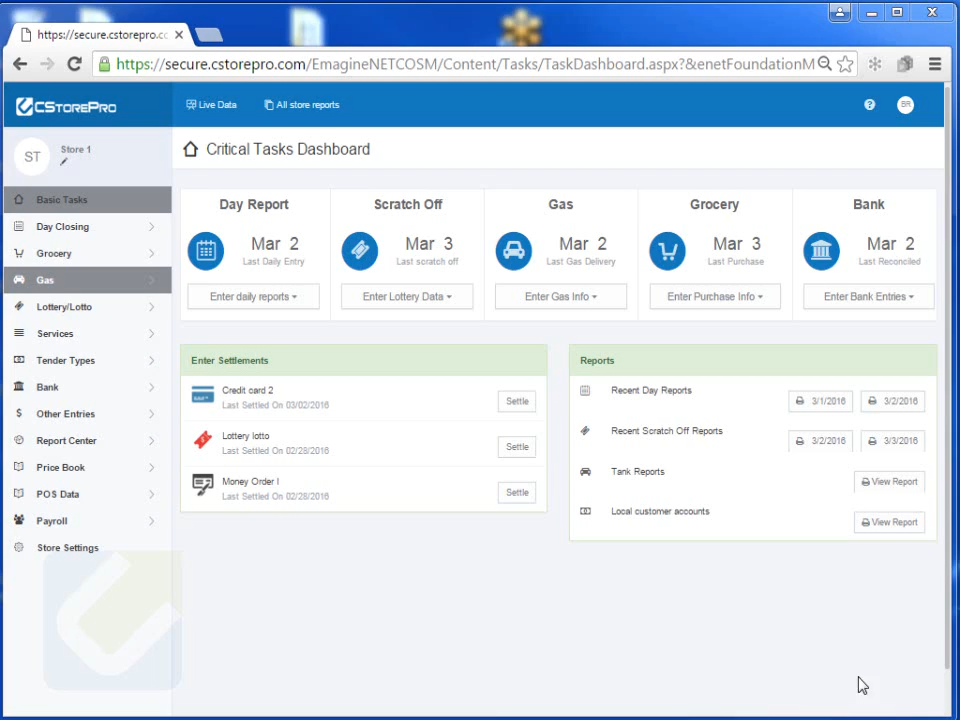 https://secure.cstorepro.co
https://secure.cstorepro.com/EmagineNETCOSM/Content/Tasks/TaskDashboard.aspx?&enetFoundationM
CSTOREPRO
Live Data
All store reports
?
BR
ST
Store 1
Critical Tasks Dashboard
Basic Tasks
Day Closing
Grocery
Gas
Lottery/Lotto
Services
Tender Types
Bank
Other Entries
Report Center
Price Book
POS Data
Payroll
Store Settings
Day Report
Mar 2
Last Daily Entry
Enter daily reports
Scratch Off
Mar 3
Last scratch off
Enter Lottery Data
Gas
Mar 2
Last Gas Delivery
Enter Gas Info
Grocery
Mar 3
Last Purchase
Enter Purchase Info
Bank
Mar 2
Last Reconciled
Enter Bank Entries
Enter Settlements
Credit card 2
Last Settled On 03/02/2016
Settle
Lottery lotto
Last Settled On 02/28/2016
Settle
Money Order I
Last Settled On 02/28/2016
Settle
Reports
Recent Day Reports
3/1/2016
3/2/2016
Recent Scratch Off Reports
3/2/2016
3/3/2016
Tank Reports
View Report
Local customer accounts
View Report